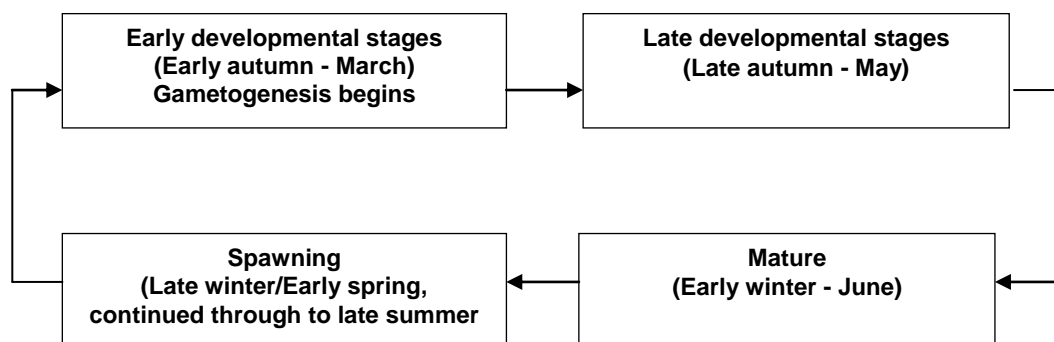 Early developmental stages
(Early autumn - March)
Gametogenesis begins
Late developmental stages
(Late autumn - May)
Mature
(Early winter - June)
Spawning
(Late winter/Early spring,
continued through to late summer